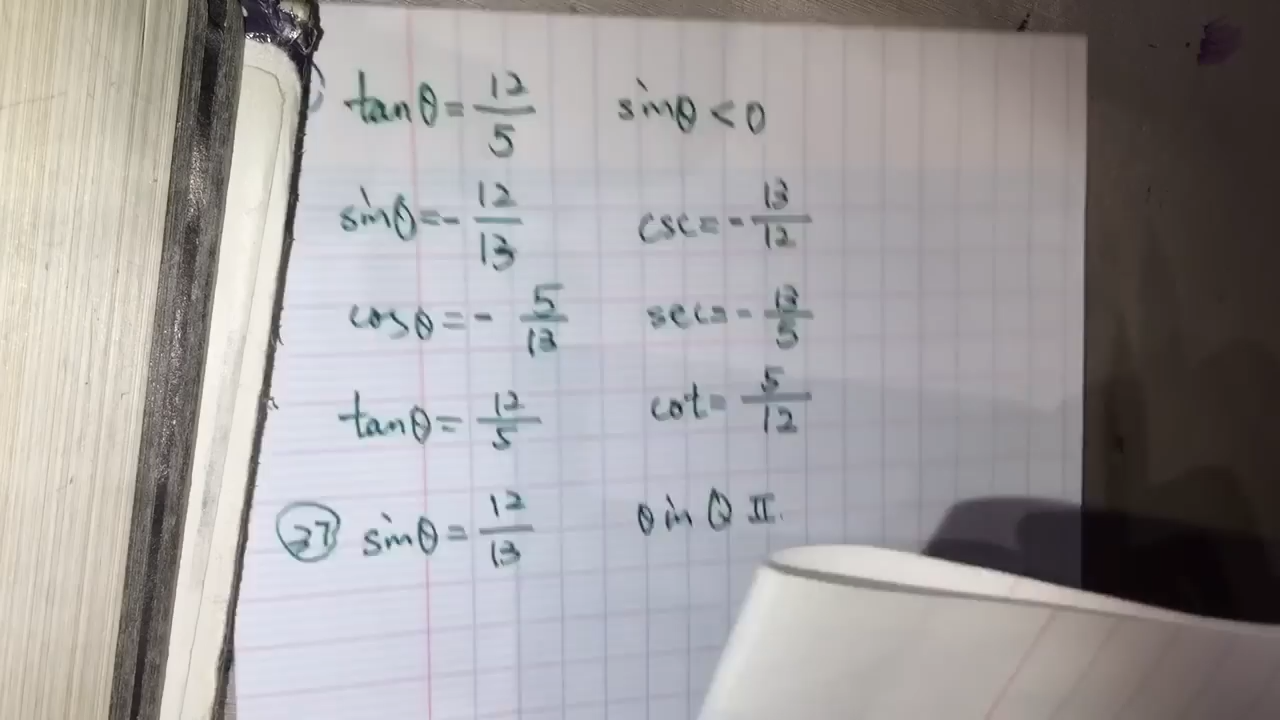 tanθ = 12/5 sinθ < 0
sinθ = - 12/13 csc = - 13/12
cosθ = - 5/13 sec = - 13/5
tanθ = 12/5 cot = 5/12
37 sinθ = 12/13 θ in Q II.